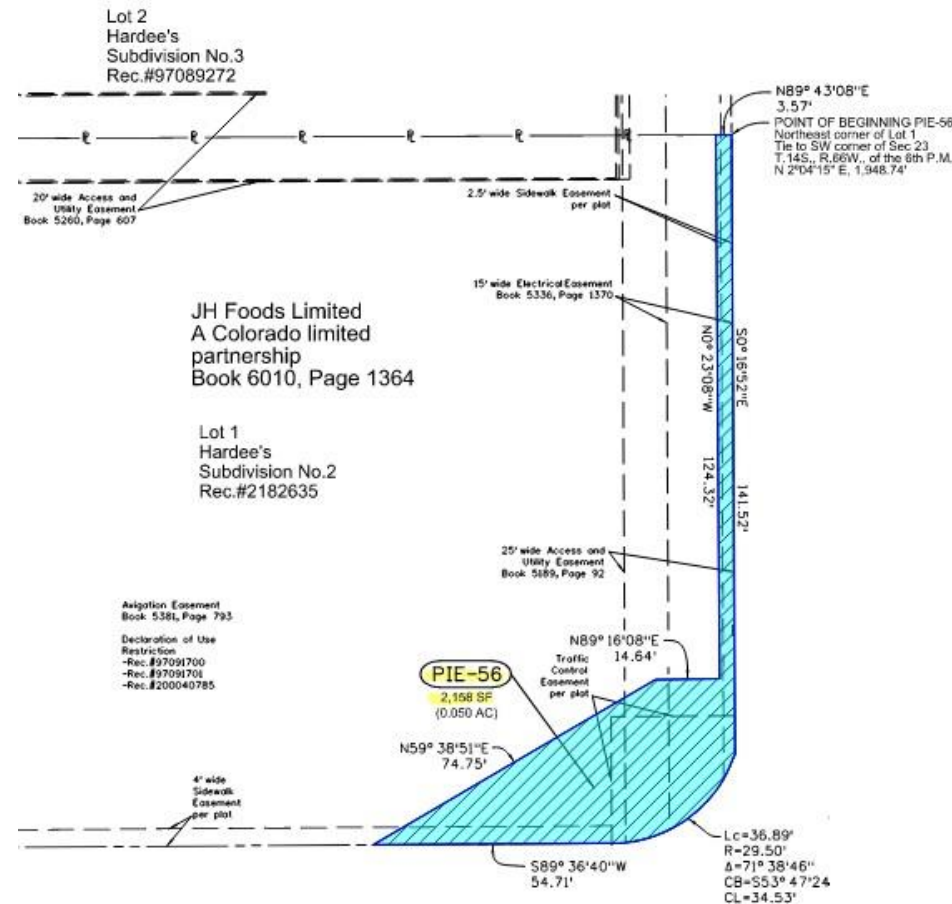 Lot 2
Hardee's
Subdivision No.3
Rec.#97089272
N89° 43'08"E
3.57'
POINT OF BEGINNING PIE-56
Northeast corner of Lot 1
Tie to SW corner of Sec 23
T.14S., R.66W., of the 6th P.M.
N 2°04'15" E, 1,948.74'
20' wide Access and
Utility Easement
Book 5260, Page 607
2.5' wide Sidewalk Easement
per plat
15' wide Electrical Easement
Book 5336, Page 1370
JH Foods Limited
A Colorado limited
partnership
Book 6010, Page 1364
N0° 23'08"W
124.32'
S0° 16'52"E
141.52'
Lot 1
Hardee's
Subdivision No.2
Rec.#2182635
25' wide Access and
Utility Easement
Book 5189, Page 92
Avigation Easement
Book 5381, Page 793
Declaration of Use
Restriction
-Rec.#97091700
-Rec.#97091701
-Rec.#200040785
N89° 16'08"E
14.64'
Traffic
Control
Easement
per plat
PIE-56
2,158 SF
(0.050 AC)
N59° 38'51"E
74.75'
4' wide
Sidewalk
Easement
per plat
S89° 36'40"W
54.71'
Lc=36.89'
R=29.50'
Δ=71° 38'46"
CB=S53° 47'24
CL=34.53'